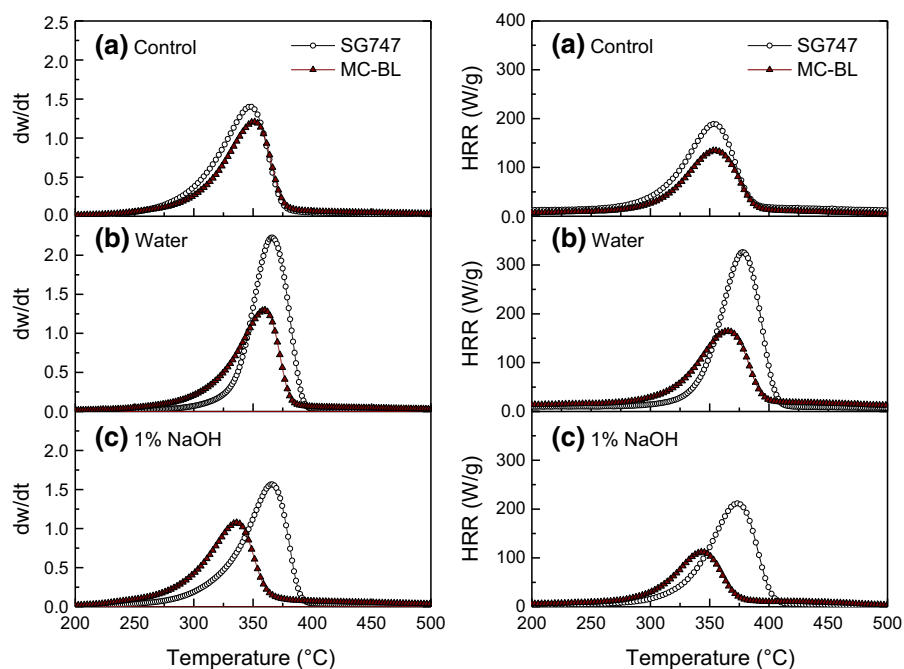 (a) Control
SG747
MC-BL
dw/dt
2.5
2.0
1.5
1.0
0.5
0.0
(b) Water
dw/dt
2.0
1.5
1.0
0.5
0.0
(c) 1% NaOH
dw/dt
2.0
1.5
1.0
0.5
0.0
200 250 300 350 400 450 500
Temperature (°C)
(a) Control
SG747
MC-BL
HRR (W/g)
400
300
200
100
0
(b) Water
HRR (W/g)
300
200
100
0
(c) 1% NaOH
HRR (W/g)
300
200
100
0
200 250 300 350 400 450 500
Temperature (°C)